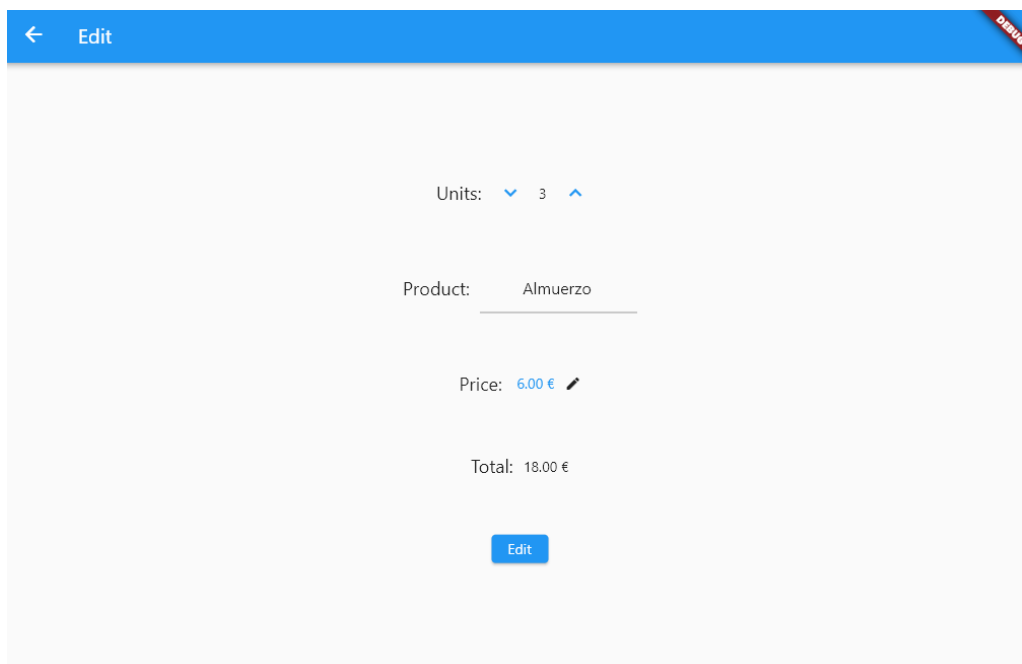 Edit
DEBUG
Units: 3
Product: Almuerzo
Price: 6.00 €
Total: 18.00 €
Edit